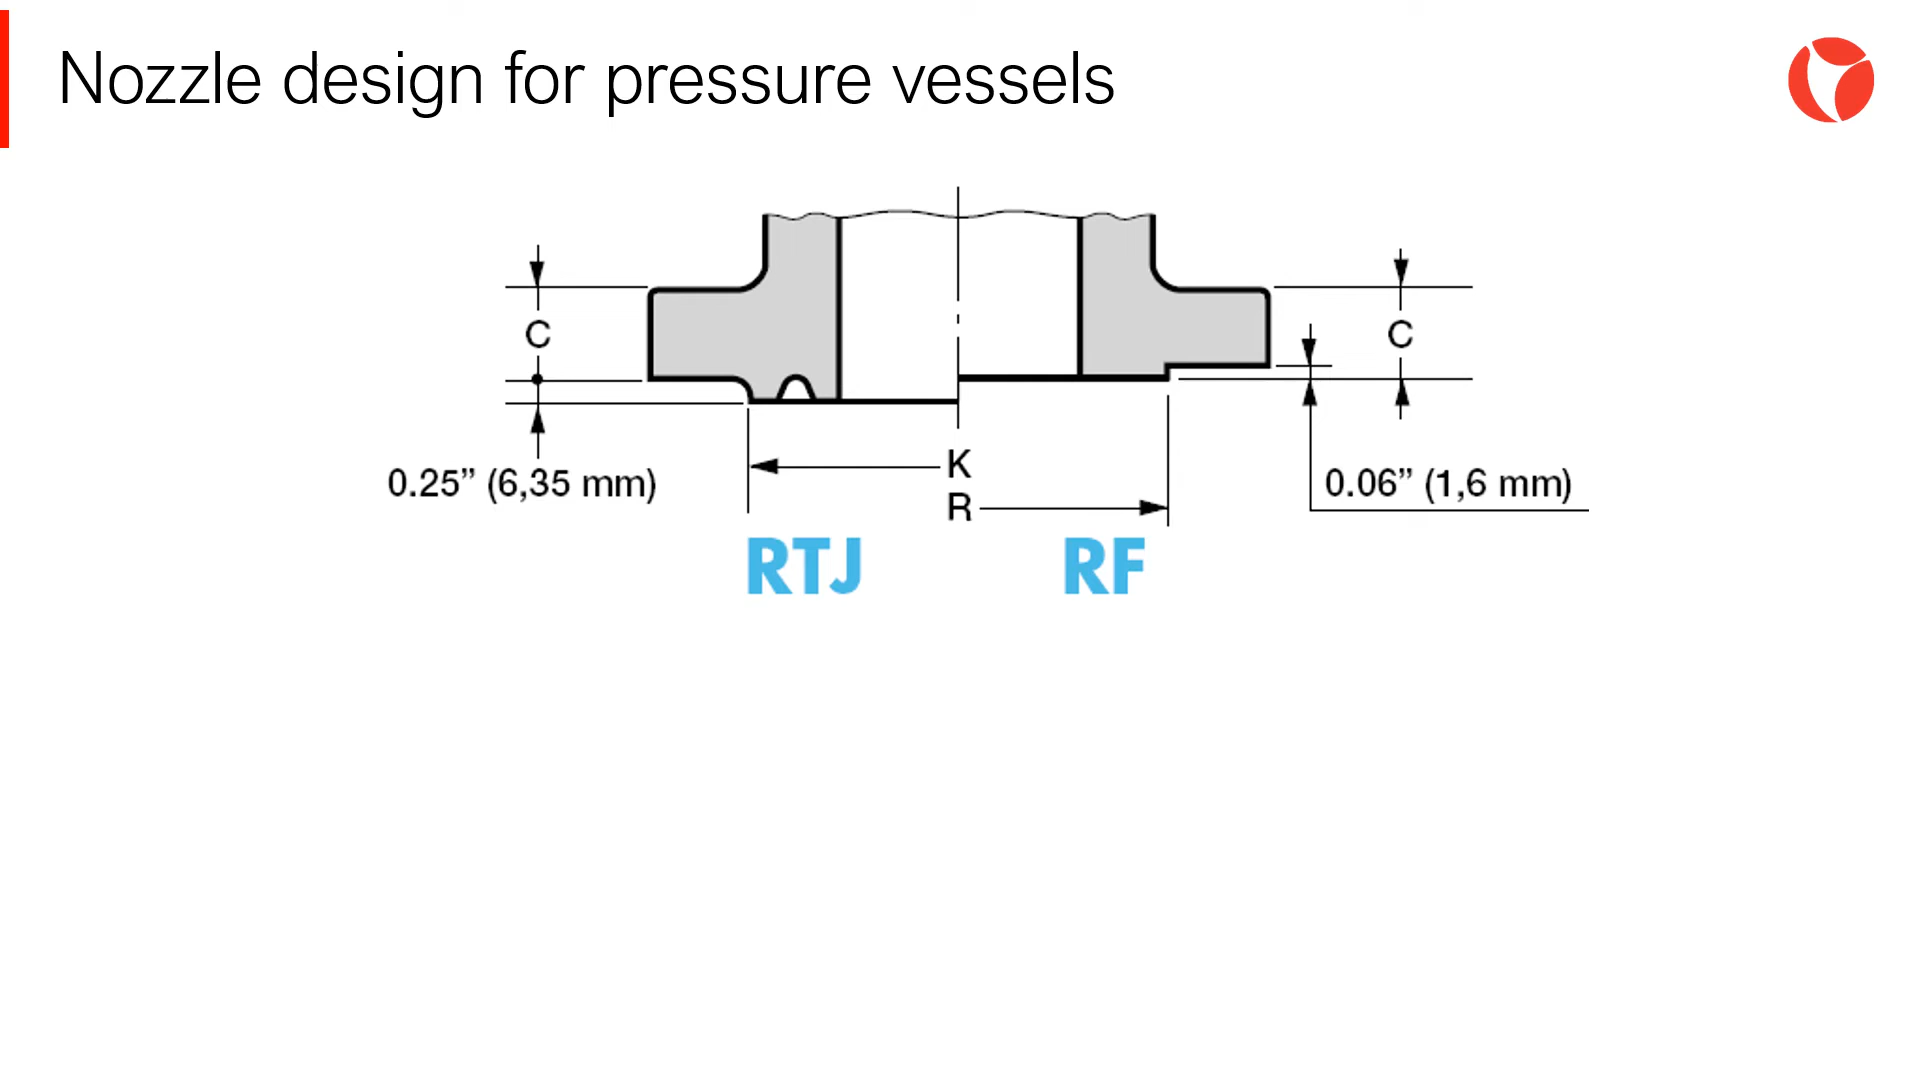 Nozzle design for pressure vessels
C
C
0.25” (6,35 mm)
K
R
0.06” (1,6 mm)
RTJ
RF